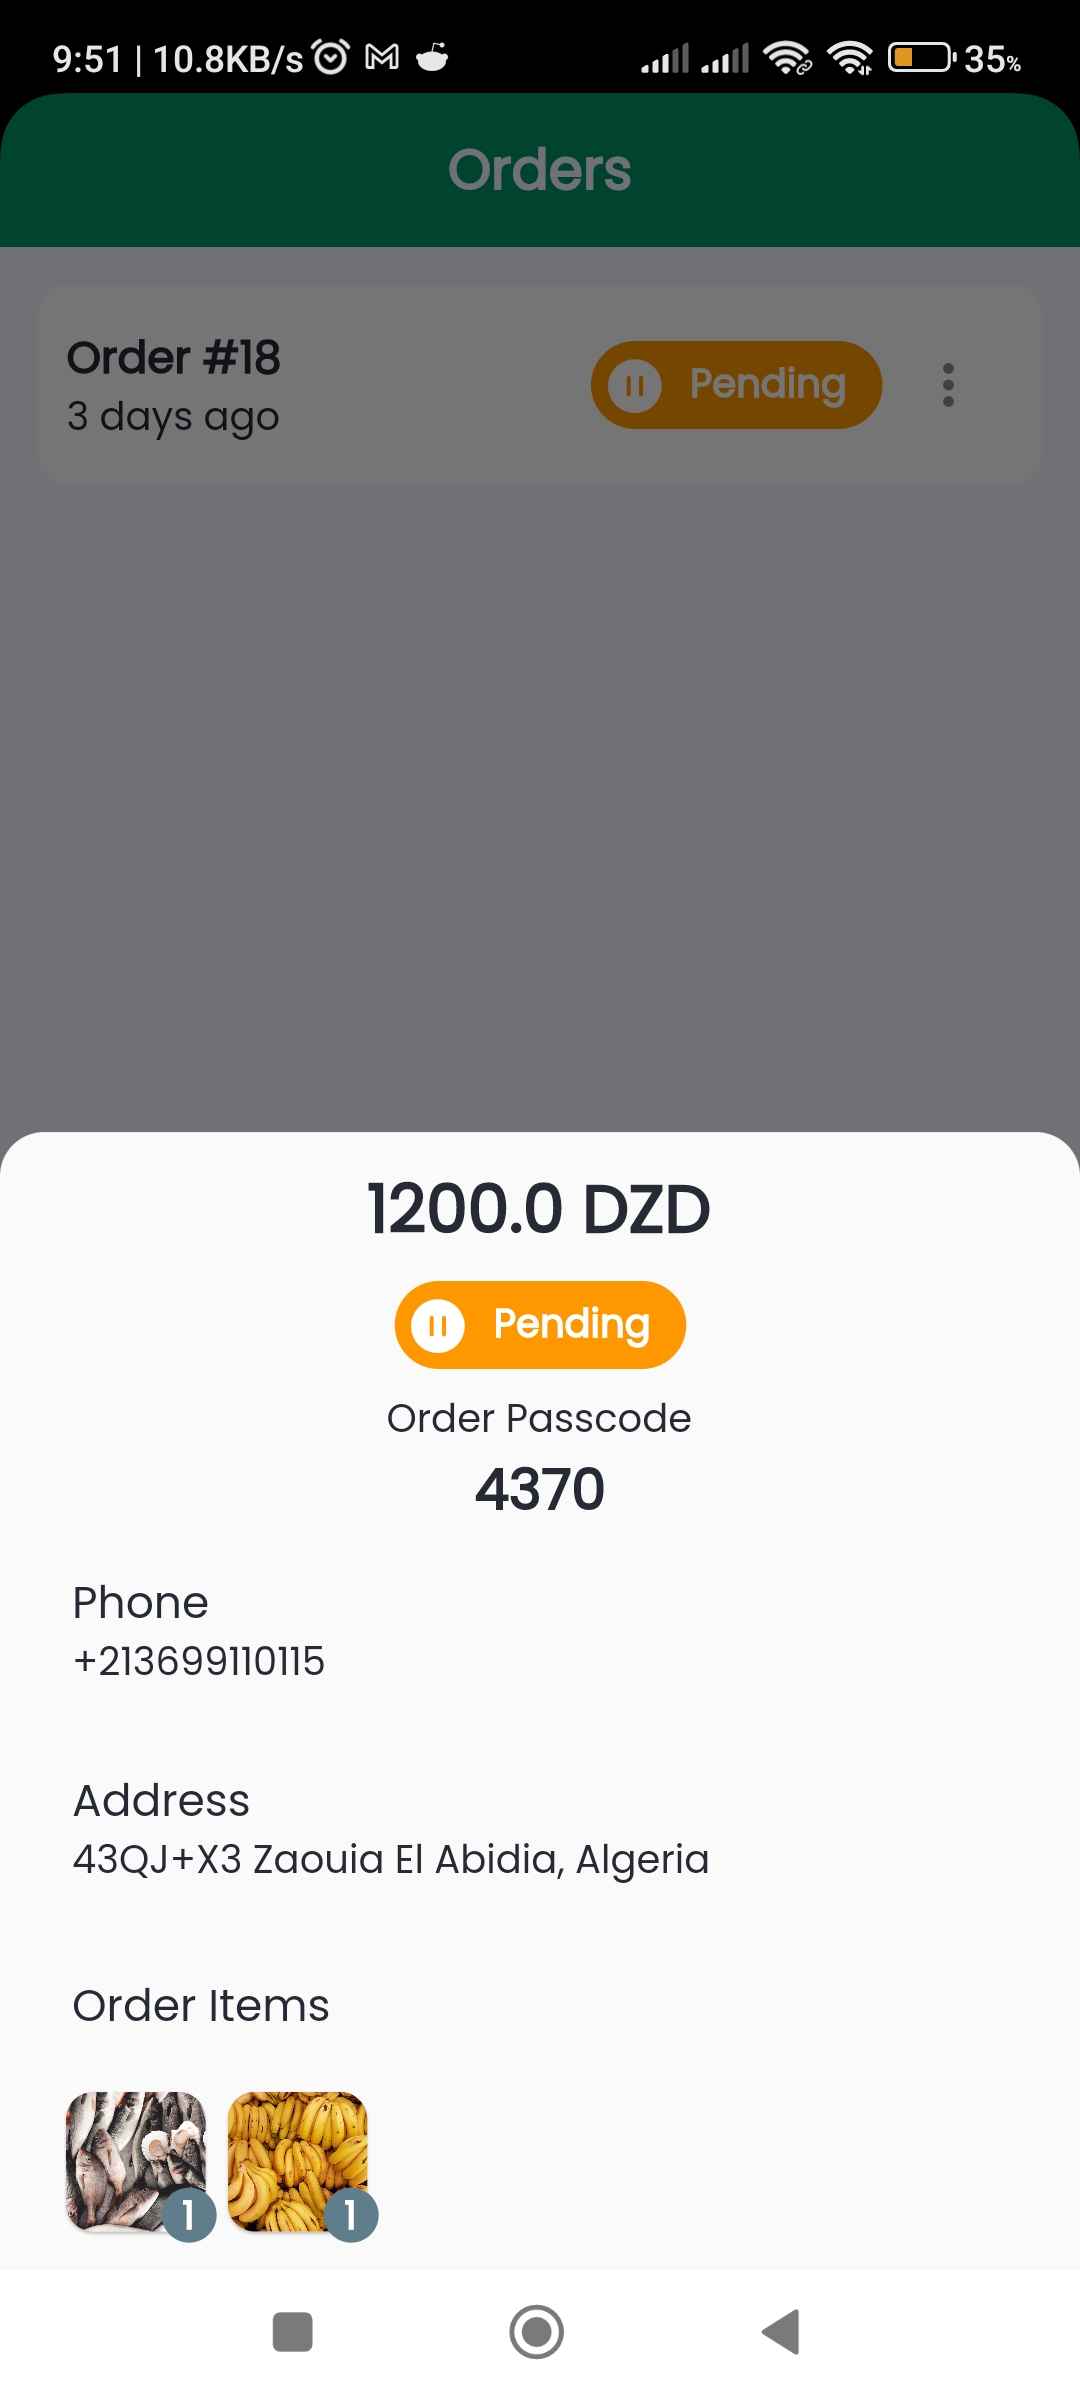 9:51 | 10.8KB/s 35%
Orders
Order #18
3 days ago
Pending
1200.0 DZD
Pending
Order Passcode
4370
Phone
+213699110115
Address
43QJ+X3 Zaouia El Abidia, Algeria
Order Items
1 1